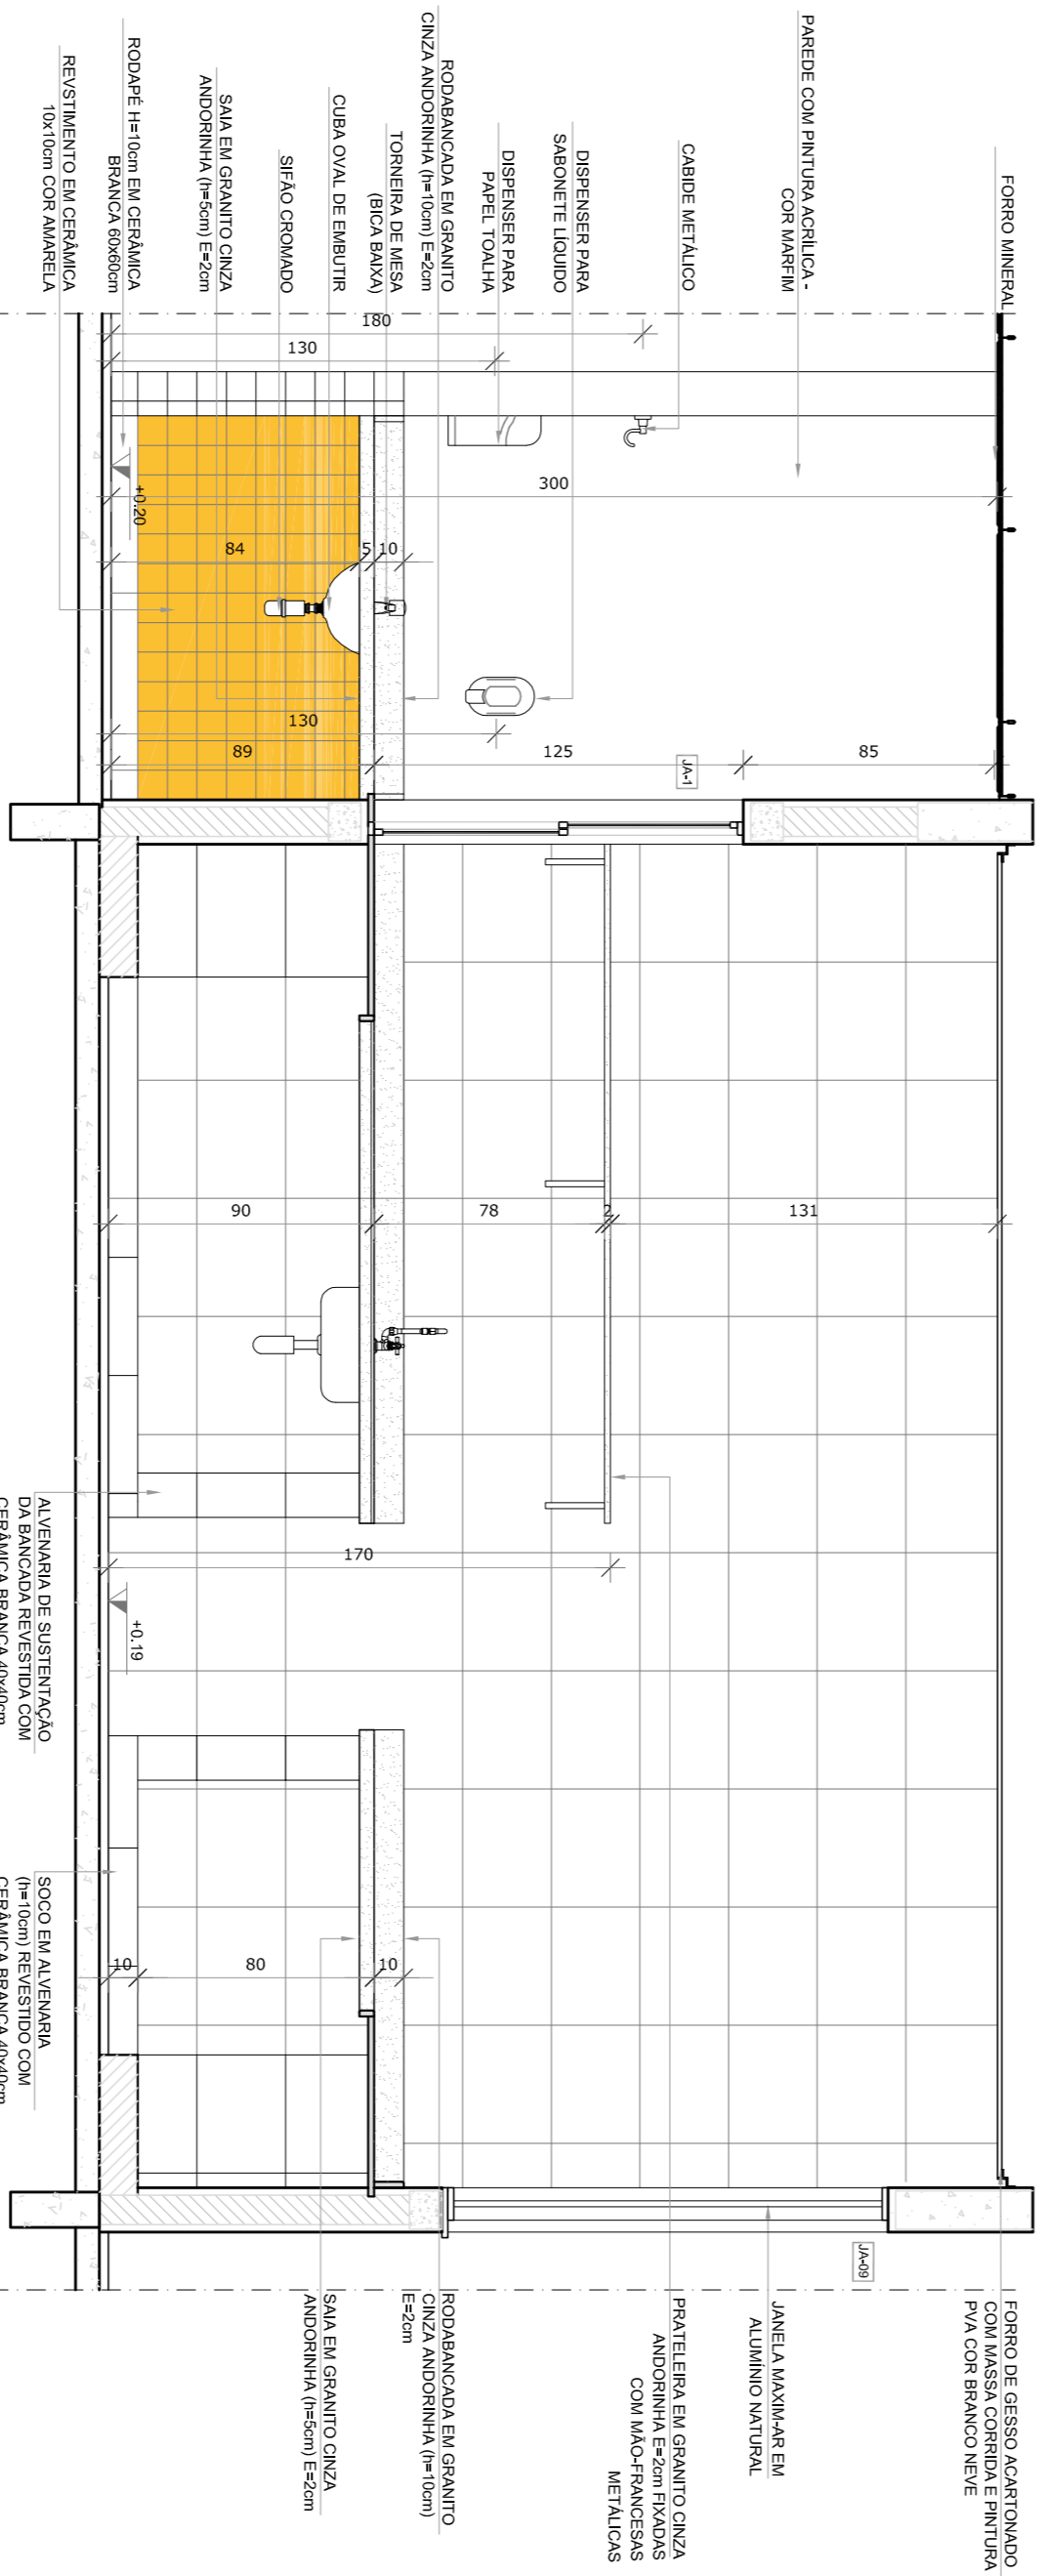 FORRO MINERAL
PAREDE COM PINTURA ACRÍLICA -
COR MARFIM
CABIDE METÁLICO
DISPENSER PARA
SABONETE LÍQUIDO
DISPENSER PARA
PAPEL TOALHA
RODABANCADA EM GRANITO
CINZA ANDORINHA (h=10cm) E=2cm
TORNEIRA DE MESA
(BICA BAIXA)
CUBA OVAL DE EMBUTIR
SIFÃO CROMADO
SAIA EM GRANITO CINZA
ANDORINHA (h=5cm) E=2cm
RODAPÉ H=10cm EM CERÂMICA
BRANCA 60x60cm
REVSTIMENTO EM CERÂMICA
10x10cm COR AMARELA
180
130
300
+0.20
84
5
10
130
89
125
85
JA-1
90
78
2
131
170
+0.19
10
80
10
JA-09
FORRO DE GESSO ACARTONADO
COM MASSA CORRIDA E PINTURA
PVA COR BRANCO NEVE
JANELA MAXIM-AR EM
ALUMÍNIO NATURAL
PRATELEIRA EM GRANITO CINZA
ANDORINHA E=2cm FIXADAS
COM MÃO-FRANCESAS
METÁLICAS
RODABANCADA EM GRANITO
CINZA ANDORINHA (h=10cm)
E=2cm
SAIA EM GRANITO CINZA
ANDORINHA (h=5cm) E=2cm
ALVENARIA DE SUSTENTAÇÃO
DA BANCADA REVESTIDA COM
CERÂMICA BRANCA 40x40cm
SOCO EM ALVENARIA
(h=10cm) REVESTIDO COM
CERÂMICA BRANCA 40x40cm